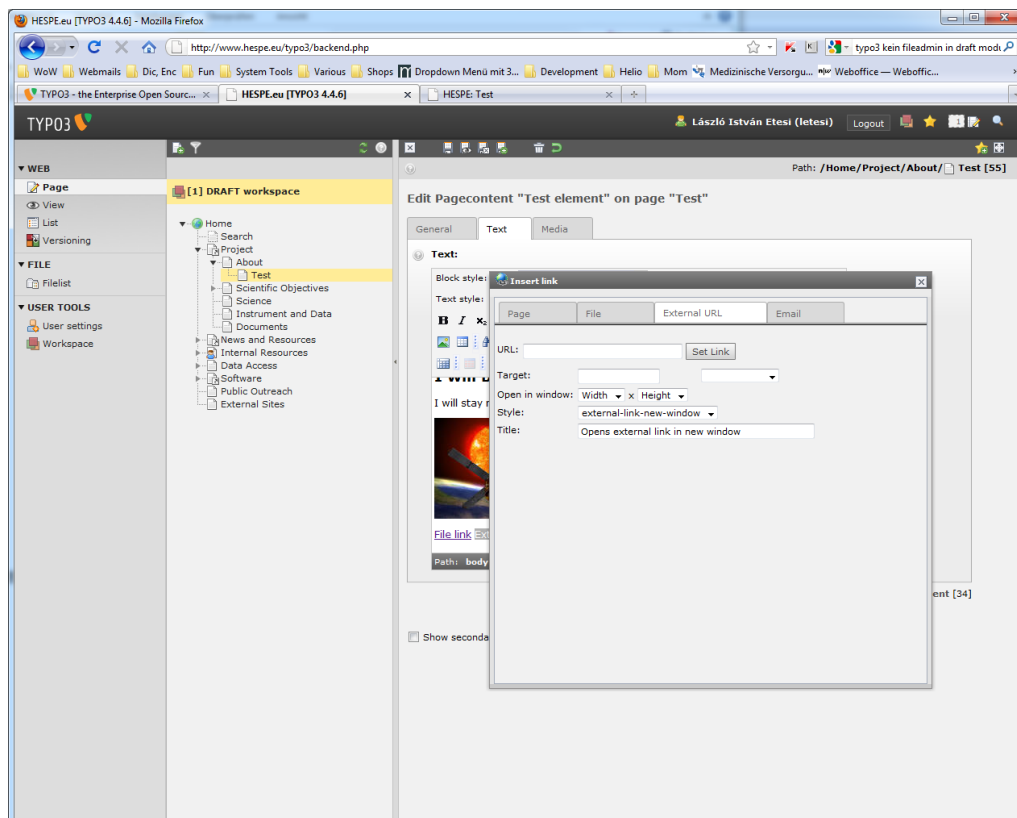 HESPE.eu [TYPO3 4.4.6] - Mozilla Firefox
http://www.hespe.eu/typo3/backend.php
typo3 kein fileadmin in draft modu
WoW Webmails Dic, Enc Fun System Tools Various Shops Dropdown Menü mit 3... Development Helio Mom Medizinische Versorgu... n|w Weboffice — Weboffic...
TYPO3 - the Enterprise Open Sourc... HESPE.eu [TYPO3 4.4.6] HESPE: Test
TYPO3
László István Etesi (letesi) Logout 1
WEB
Page
View
List
Versioning
FILE
Filelist
USER TOOLS
User settings
Workspace
[1] DRAFT workspace
Home
Search
Project
About
Test
Scientific Objectives
Science
Instrument and Data
Documents
News and Resources
Internal Resources
Data Access
Software
Public Outreach
External Sites
Path: /Home/Project/About/ Test [55]
Edit Pagecontent "Test element" on page "Test"
General Text Media
Text:
Block style:
Text style:
B I x₂
I will stay
File link
Path: body
ent [34]
Show seconda
Insert link
Page File External URL Email
URL: Set Link
Target:
Open in window: Width x Height
Style: external-link-new-window
Title: Opens external link in new window